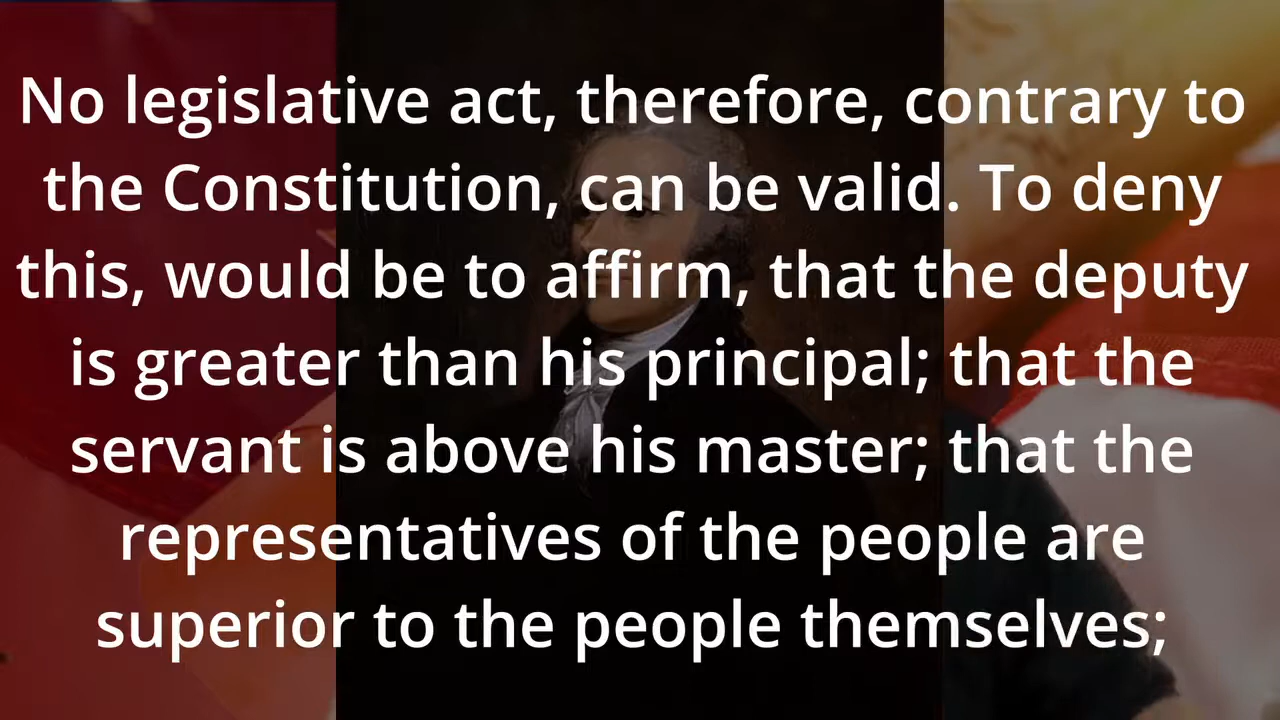 No legislative act, therefore, contrary to
the Constitution, can be valid. To deny
this, would be to affirm, that the deputy
is greater than his principal; that the
servant is above his master; that the
representatives of the people are
superior to the people themselves;